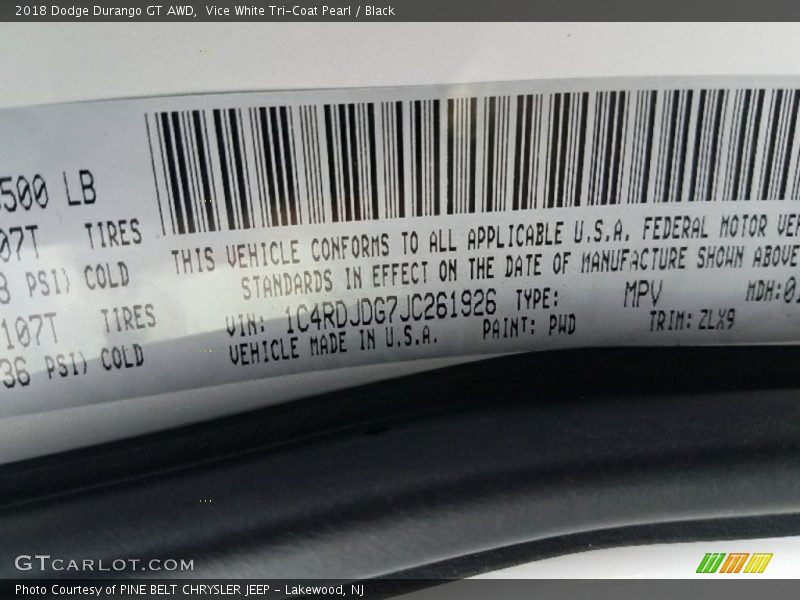 2018 Dodge Durango GT AWD,  Vice White Tri-Coat Pearl / Black
500 LB
07T TIRES
PSI) COLD
107T TIRES
36 PSI) COLD
THIS VEHICLE CONFORMS TO ALL APPLICABLE U.S.A. FEDERAL MOTOR
STANDARDS IN EFFECT ON THE DATE OF MANUFACTURE SHOWN ABOVE
VIN: 1C4RDJDG7JC261926 TYPE: MPV MDH:
VEHICLE MADE IN U.S.A. PAINT: PWD TRIM: ZLX9
GTCARLOT.COM
Photo Courtesy of PINE BELT CHRYSLER JEEP - Lakewood, NJ